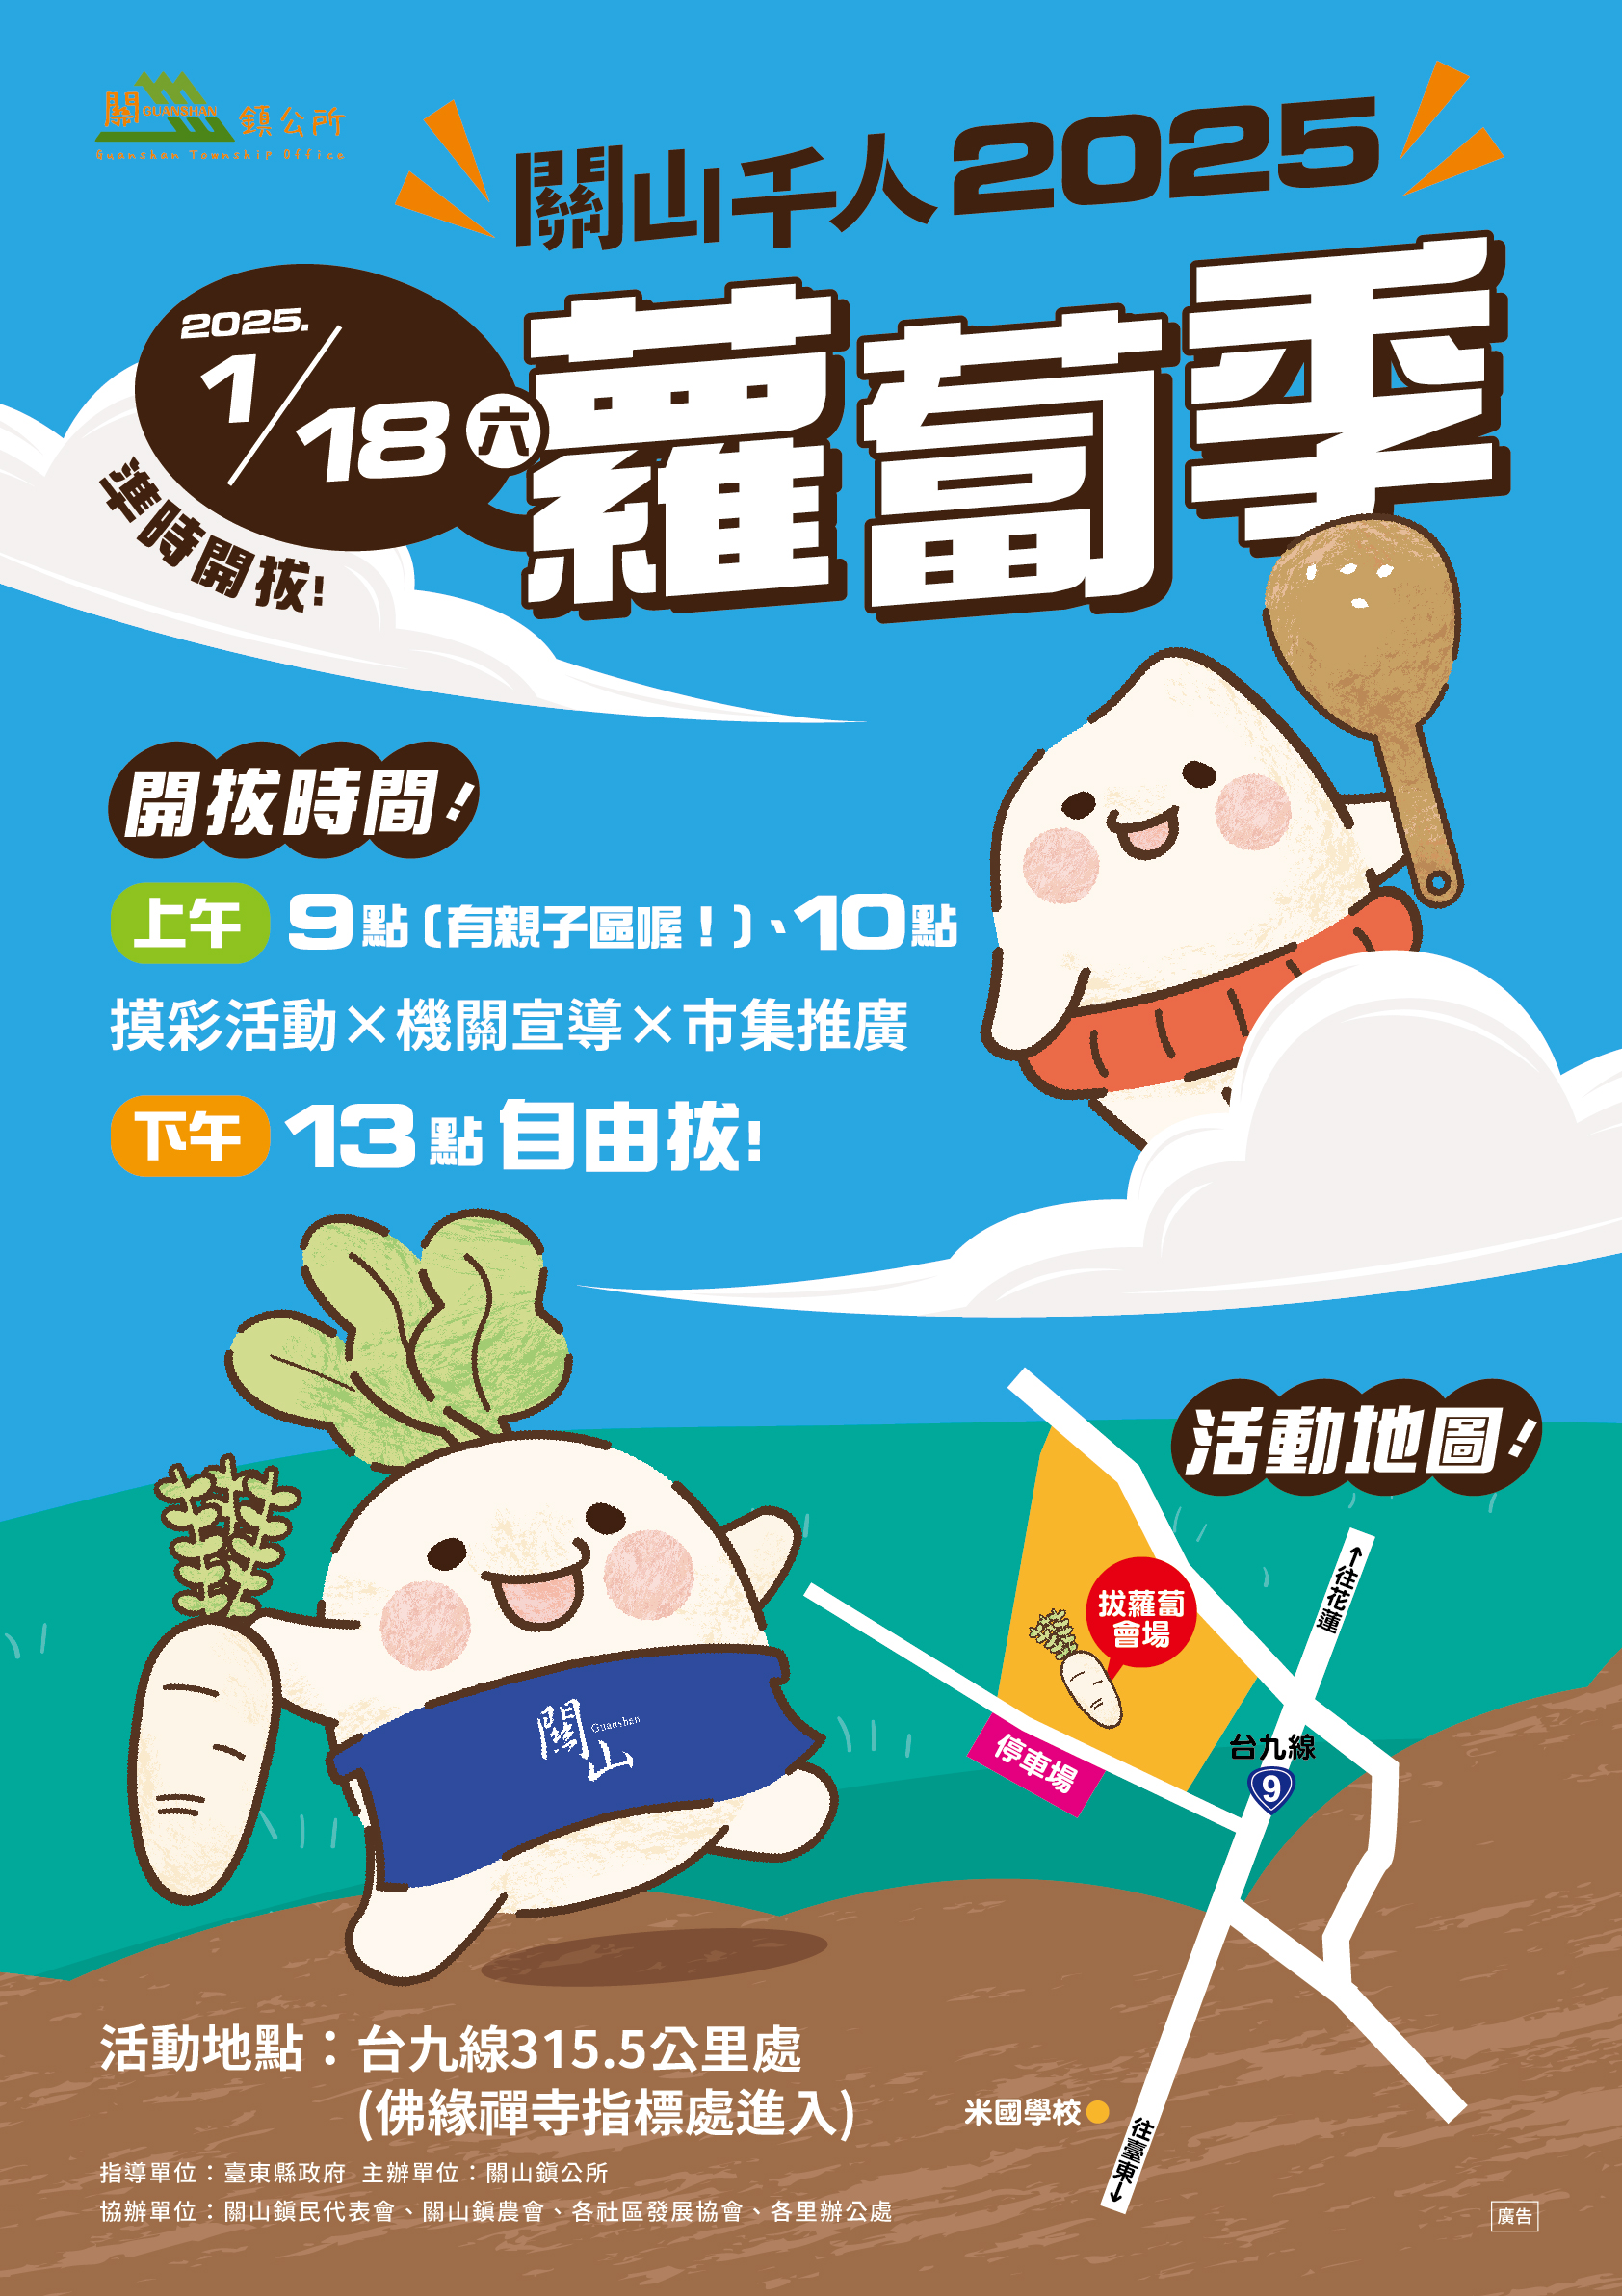 關GUANSHAN 鎮公所
Guanshan Township Office
關山千人2025
蘿蔔季
2025.
1/18 六
準時開拔!
開拔時間!
上午 9點(有親子區喔！)、10點
摸彩活動×機關宣導×市集推廣
下午 13點自由拔!
活動地圖!
↑往花蓮
拔蘿蔔
會場
停車場
台九線
9
關山
Guanshan
米國學校
往臺東↓
活動地點：台九線315.5公里處
(佛緣禪寺指標處進入)
指導單位：臺東縣政府 主辦單位：關山鎮公所
協辦單位：關山鎮民代表會、關山鎮農會、各社區發展協會、各里辦公處
廣告